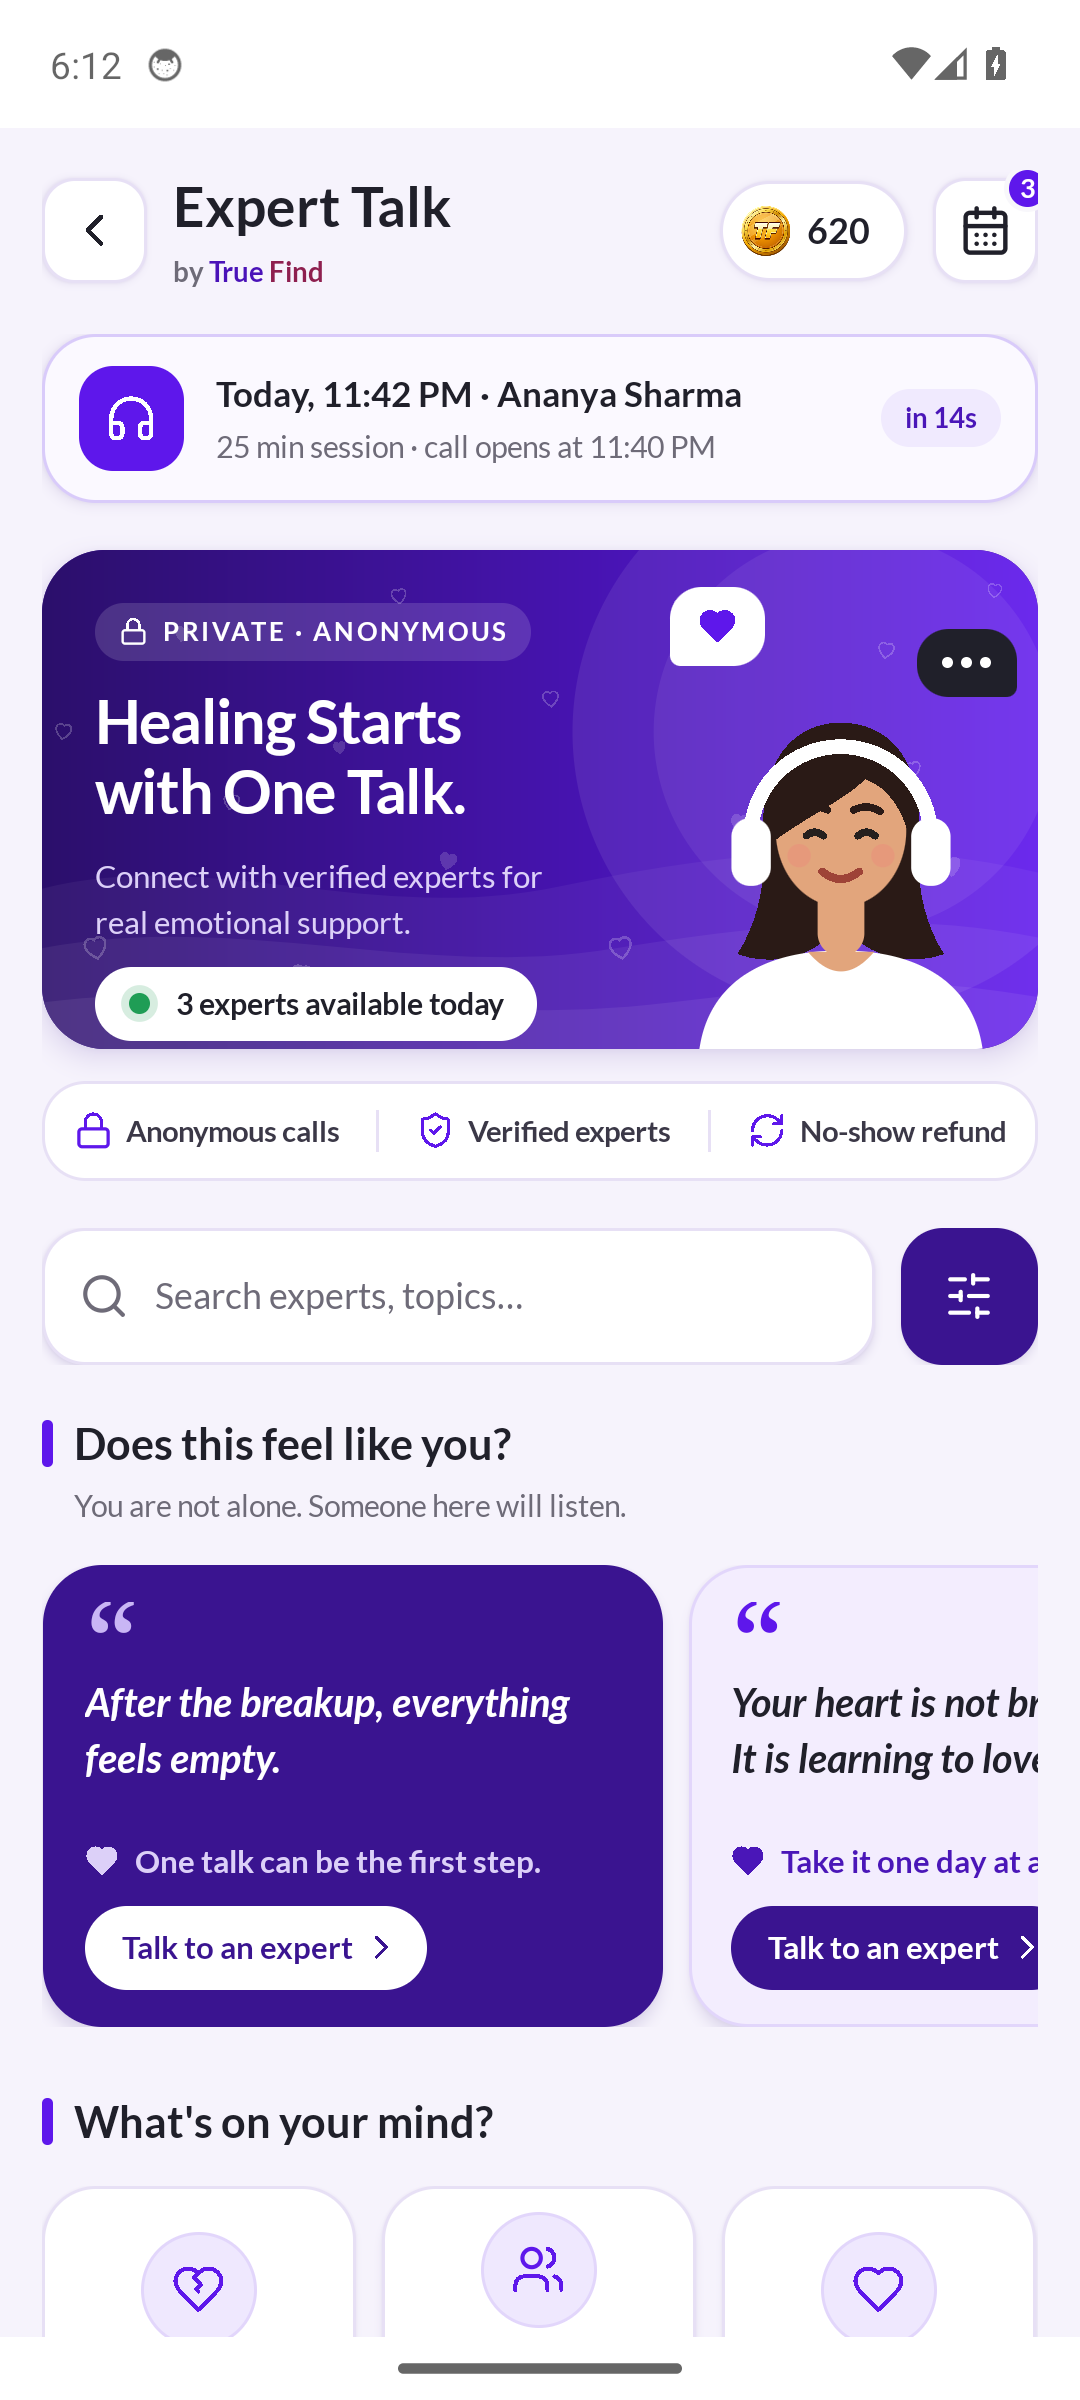 6:12
Expert Talk
by True Find
620
3
Today, 11:42 PM · Ananya Sharma
25 min session · call opens at 11:40 PM
in 14s
PRIVATE · ANONYMOUS
Healing Starts
with One Talk.
Connect with verified experts for
real emotional support.
3 experts available today
Anonymous calls
Verified experts
No-show refund
Search experts, topics...
Does this feel like you?
You are not alone. Someone here will listen.
“
After the breakup, everything
feels empty.
One talk can be the first step.
Talk to an expert
“
Your heart is not
It is learning to love
Take it one day at
Talk to an expert
What's on your mind?